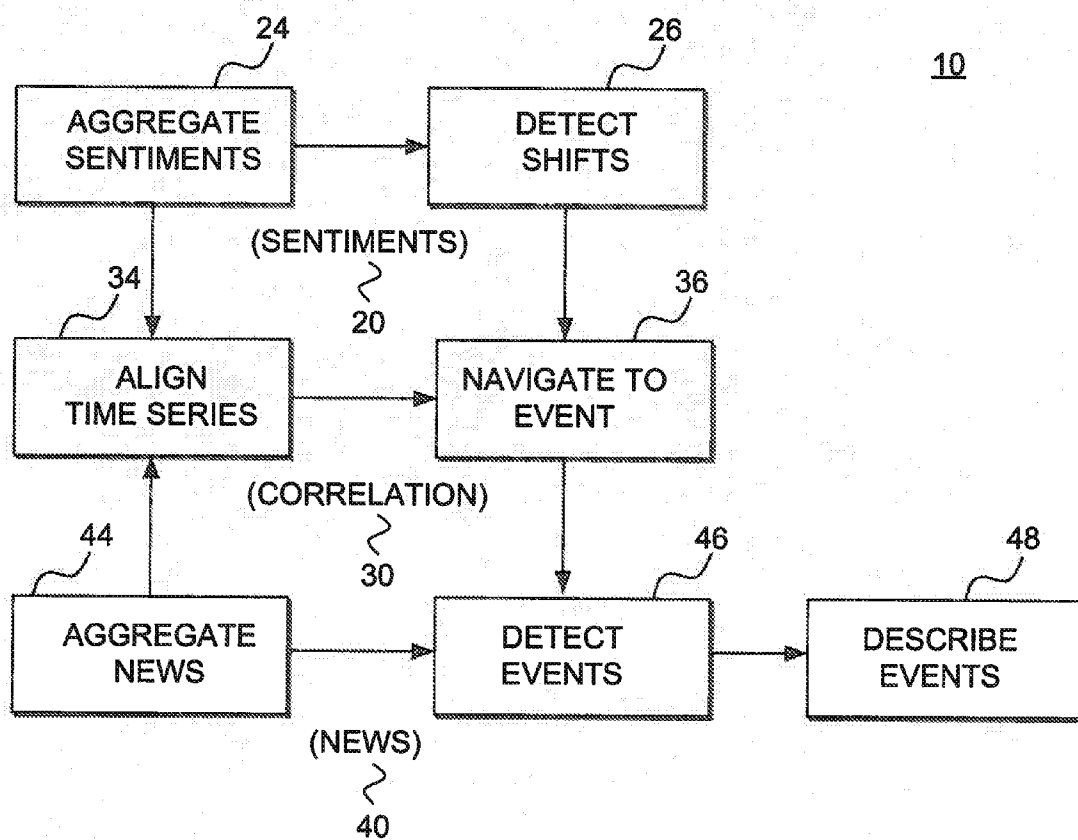 24
26
10
AGGREGATE
SENTIMENTS
DETECT
SHIFTS
(SENTIMENTS)
20
34
36
ALIGN
TIME SERIES
NAVIGATE TO
EVENT
(CORRELATION)
30
44
46
48
AGGREGATE
NEWS
DETECT
EVENTS
DESCRIBE
EVENTS
(NEWS)
40